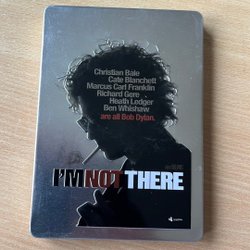 Christian Bale
Cate Blanchett
Marcus Carl Franklin
Richard Gere
Heath Ledger
Ben Whishaw
are all Bob Dylan.
I'M NOT THERE